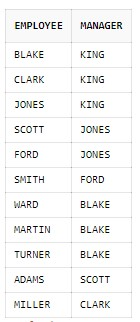 EMPLOYEE MANAGER
BLAKE KING
CLARK KING
JONES KING
SCOTT JONES
FORD JONES
SMITH FORD
WARD BLAKE
MARTIN BLAKE
TURNER BLAKE
ADAMS SCOTT
MILLER CLARK